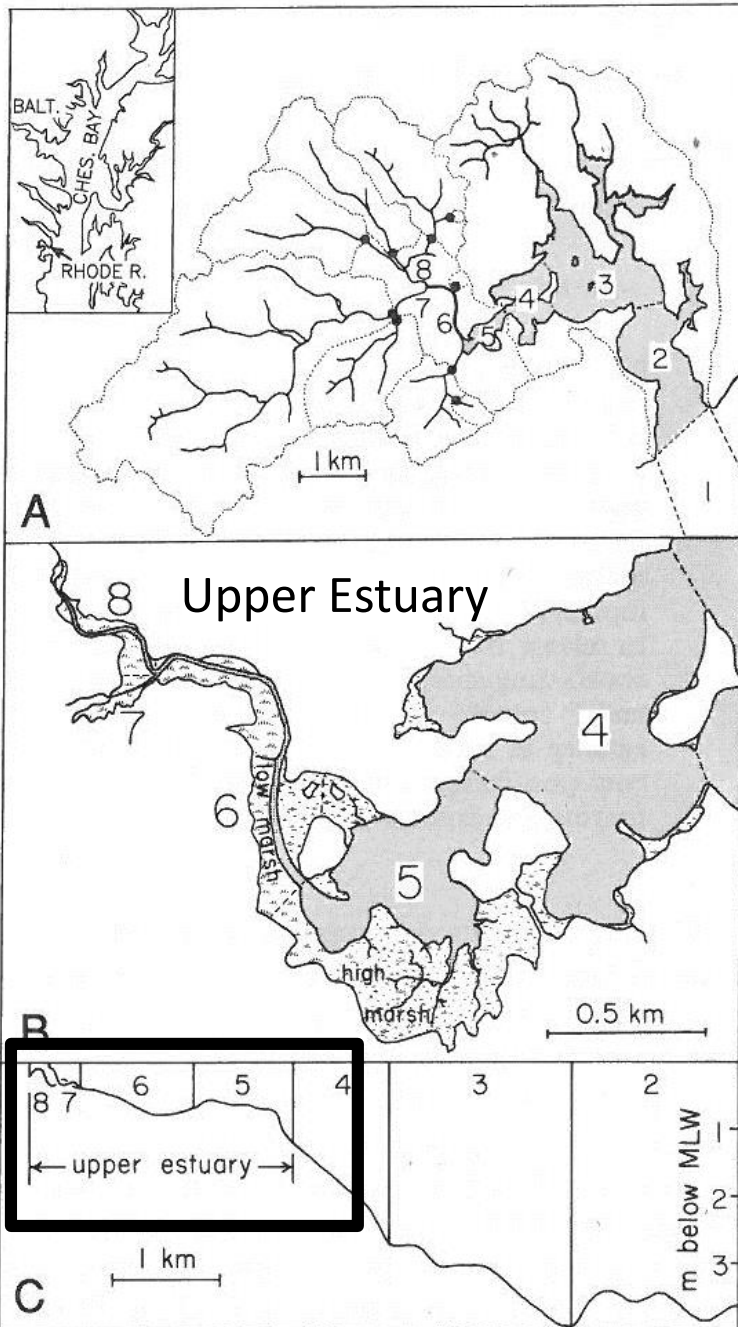 BALT.
CHES. BAY
RHODE R.
8
7
6
5
4
3
2
1
1 km
A
Upper Estuary
8
7
6
low marsh
4
5
high
marsh
0.5 km
B
8 7 6 5 4 3 2
upper estuary
1
2
3
m below MLW
1 km
C